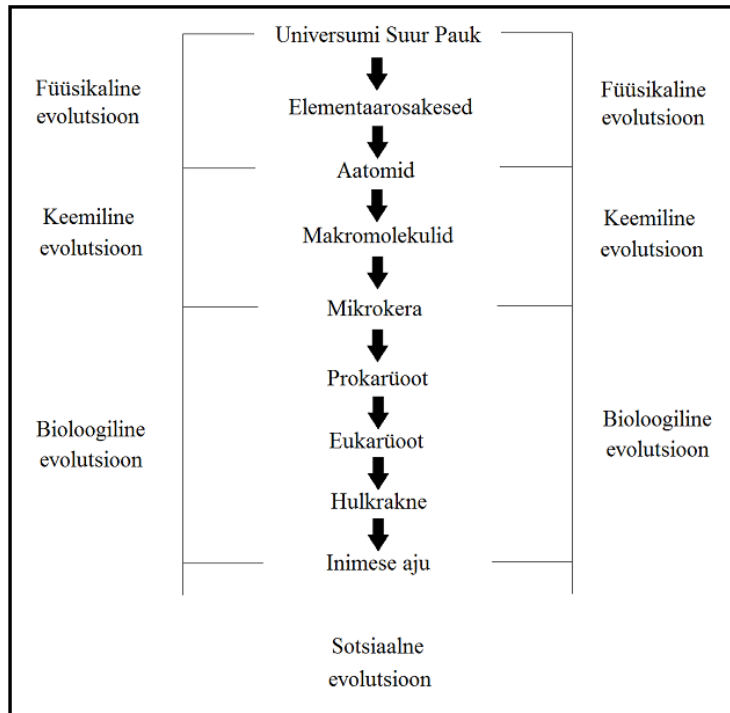 Universumi Suur Pauk
Füüsikaline
evolutsioon
Füüsikaline
evolutsioon
Elementaarosakesed
Aatomid
Keemiline
evolutsioon
Keemiline
evolutsioon
Makromolekulid
Mikrokera
Prokarüoot
Bioloogiline
evolutsioon
Bioloogiline
evolutsioon
Eukarüoot
Hulkrakne
Inimese aju
Sotsiaalne
evolutsioon